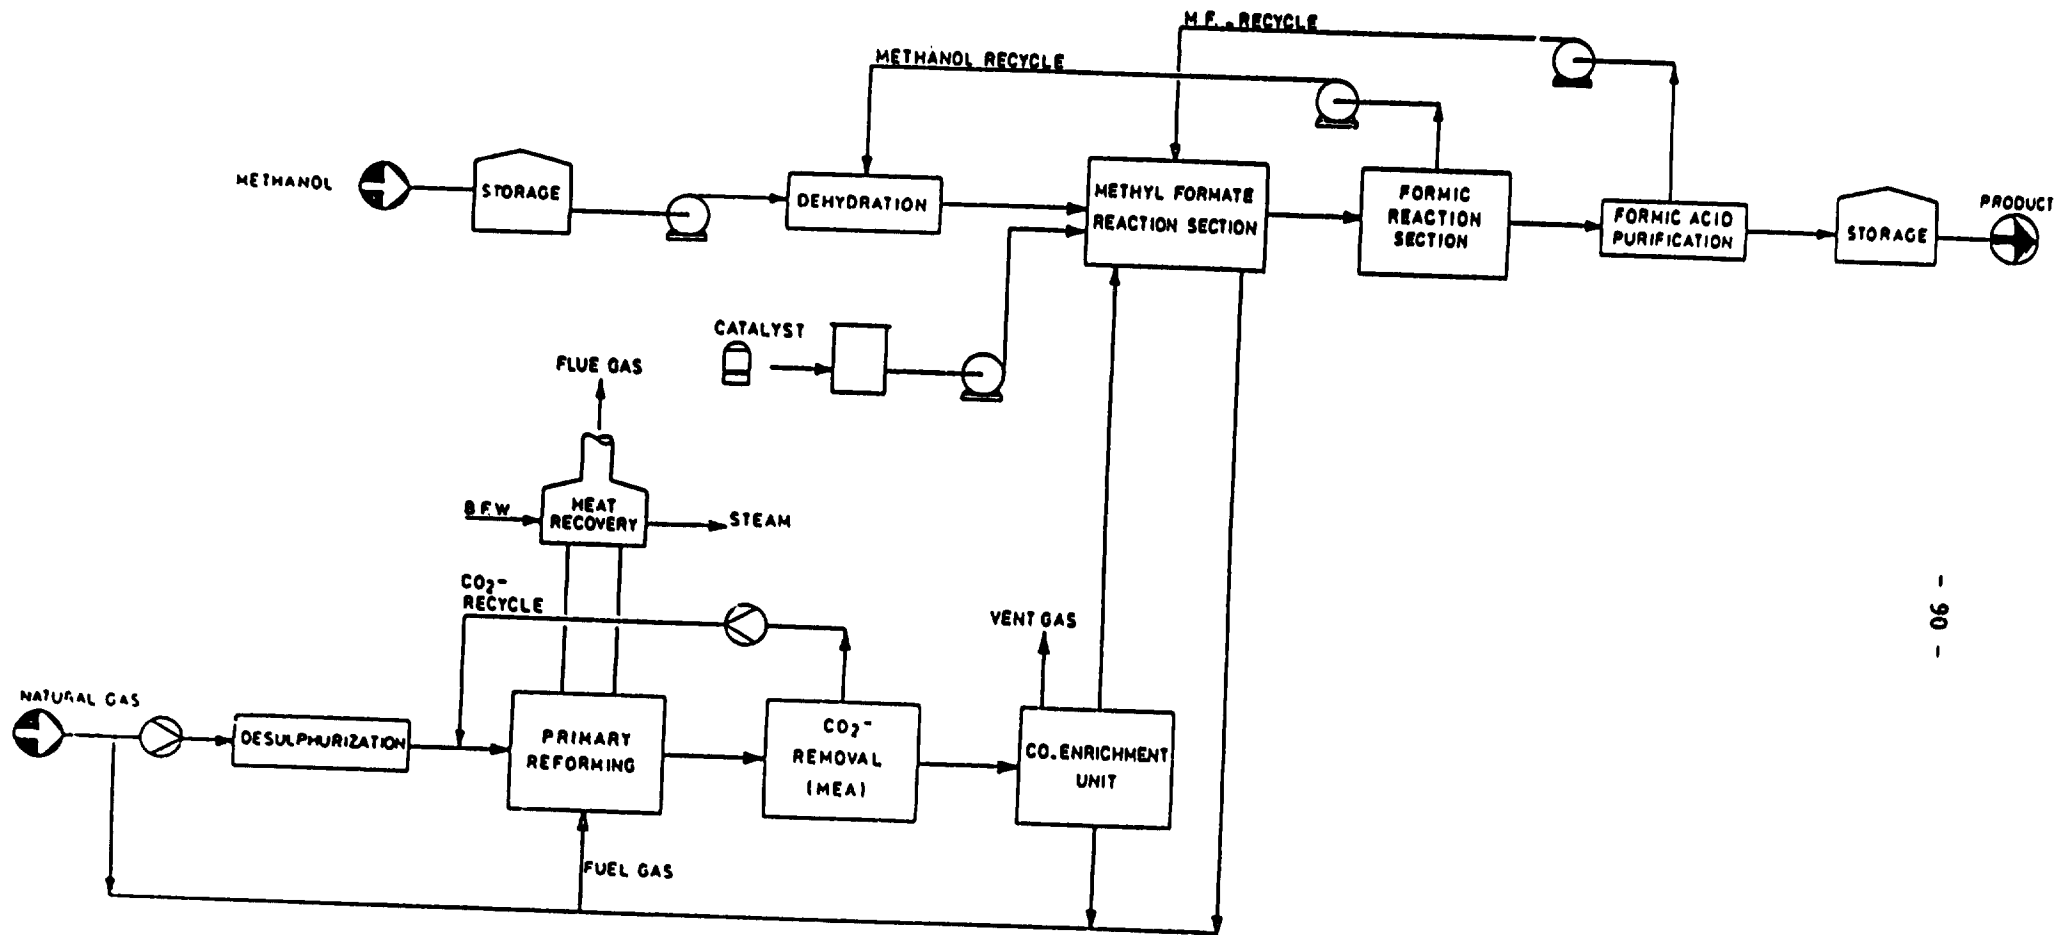 M.F. - RECYCLE
METHANOL RECYCLE
METHANOL
STORAGE
DEHYDRATION
METHYL FORMATE
REACTION SECTION
FORMIC
REACTION
SECTION
FORMIC ACID
PURIFICATION
STORAGE
PRODUCT
CATALYST
FLUE GAS
B.F.W
HEAT
RECOVERY
STEAM
CO2-
RECYCLE
VENT GAS
- 90 -
NATURAL GAS
DESULPHURIZATION
PRIMARY
REFORMING
CO2-
REMOVAL
(MEA)
CO-ENRICHMENT
UNIT
FUEL GAS